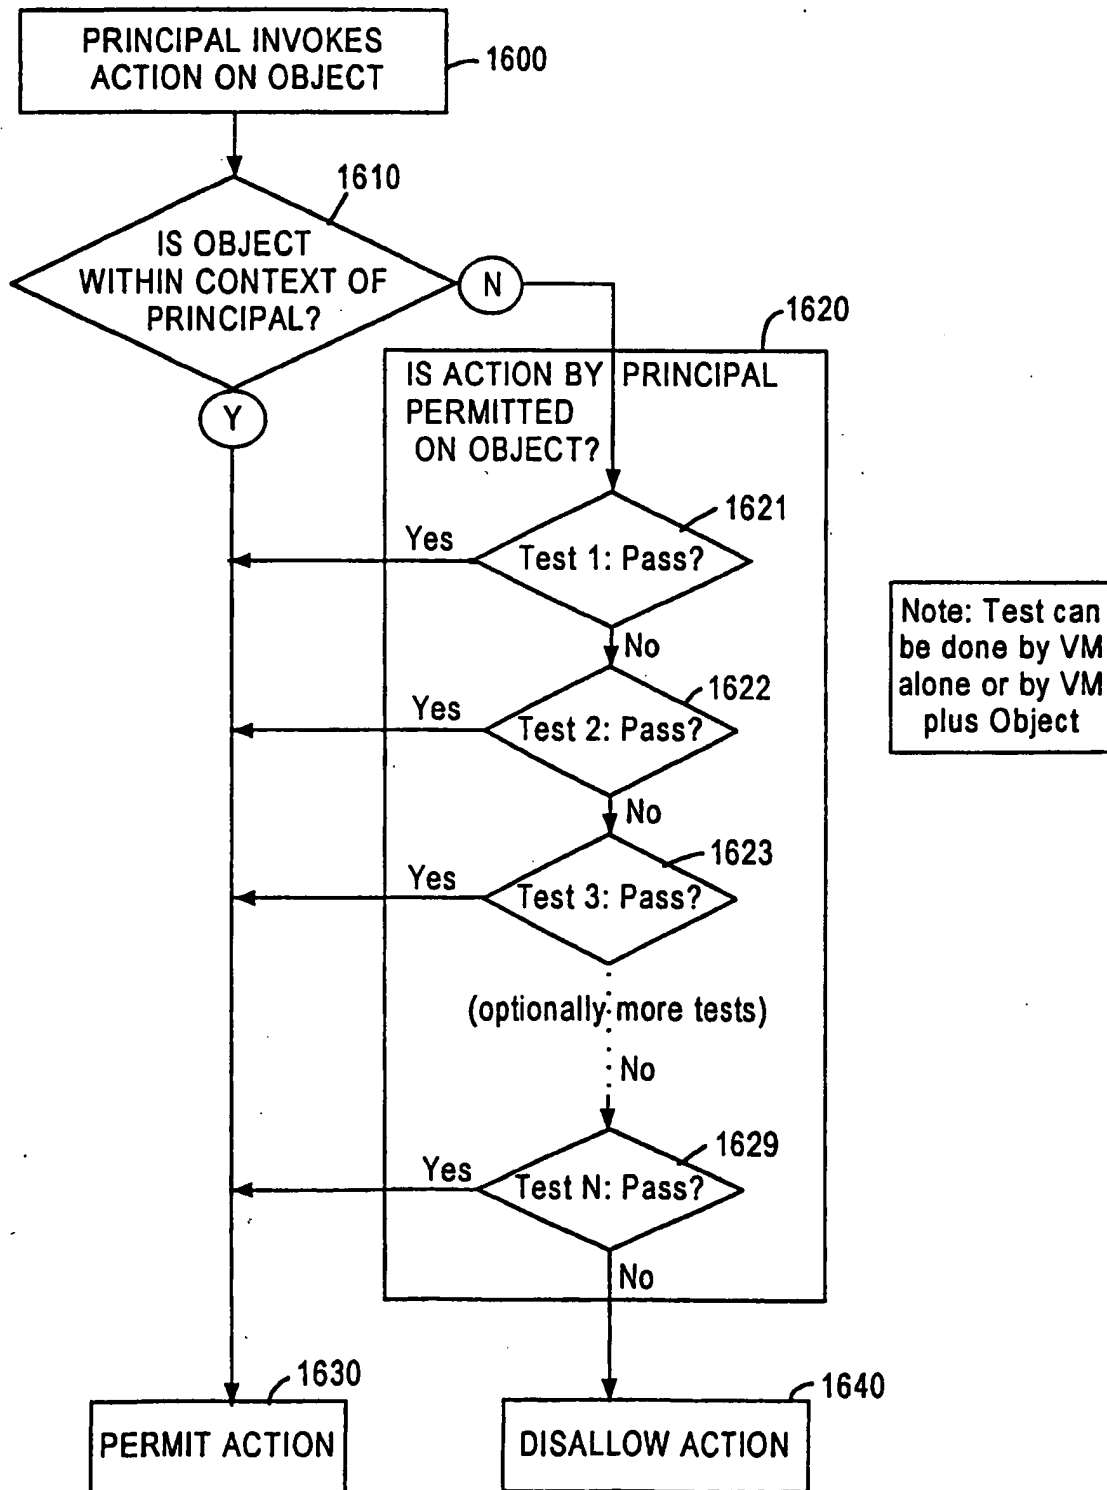 PRINCIPAL INVOKES
ACTION ON OBJECT
1600
1610
IS OBJECT
WITHIN CONTEXT OF
PRINCIPAL?
N
Y
1620
IS ACTION BY PRINCIPAL
PERMITTED
ON OBJECT?
1621
Yes
Test 1: Pass?
No
1622
Yes
Test 2: Pass?
No
1623
Yes
Test 3: Pass?
(optionally more tests)
No
1629
Yes
Test N: Pass?
No
Note: Test can
be done by VM
alone or by VM
plus Object
1630
PERMIT ACTION
1640
DISALLOW ACTION